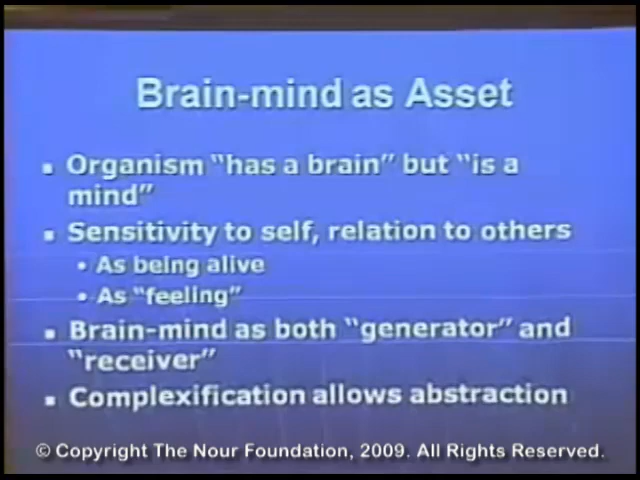 Brain-mind as Asset
▪ Organism “has a brain” but “is a
mind”
▪ Sensitivity to self, relation to others
• As being alive
• As “feeling”
▪ Brain-mind as both “generator” and
“receiver”
▪ Complexification allows abstraction
© Copyright The Nour Foundation, 2009. All Rights Reserved.